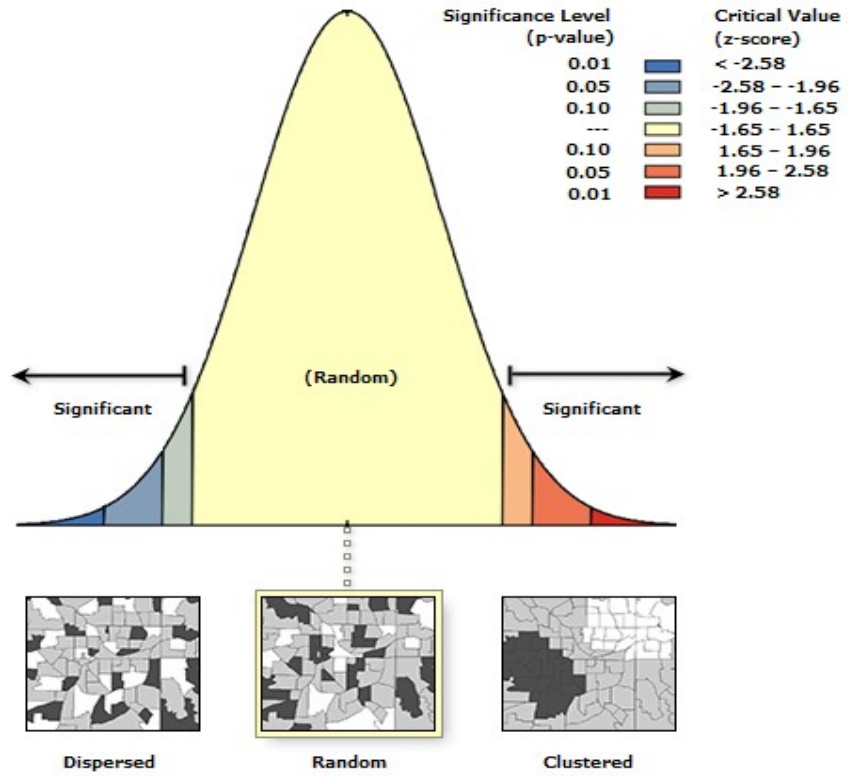 Significance Level Critical Value
(p-value) (z-score)
0.01 < -2.58
0.05 -2.58 – -1.96
0.10 -1.96 – -1.65
--- -1.65 – 1.65
0.10 1.65 – 1.96
0.05 1.96 – 2.58
0.01 > 2.58
(Random)
Significant Significant
Dispersed Random Clustered